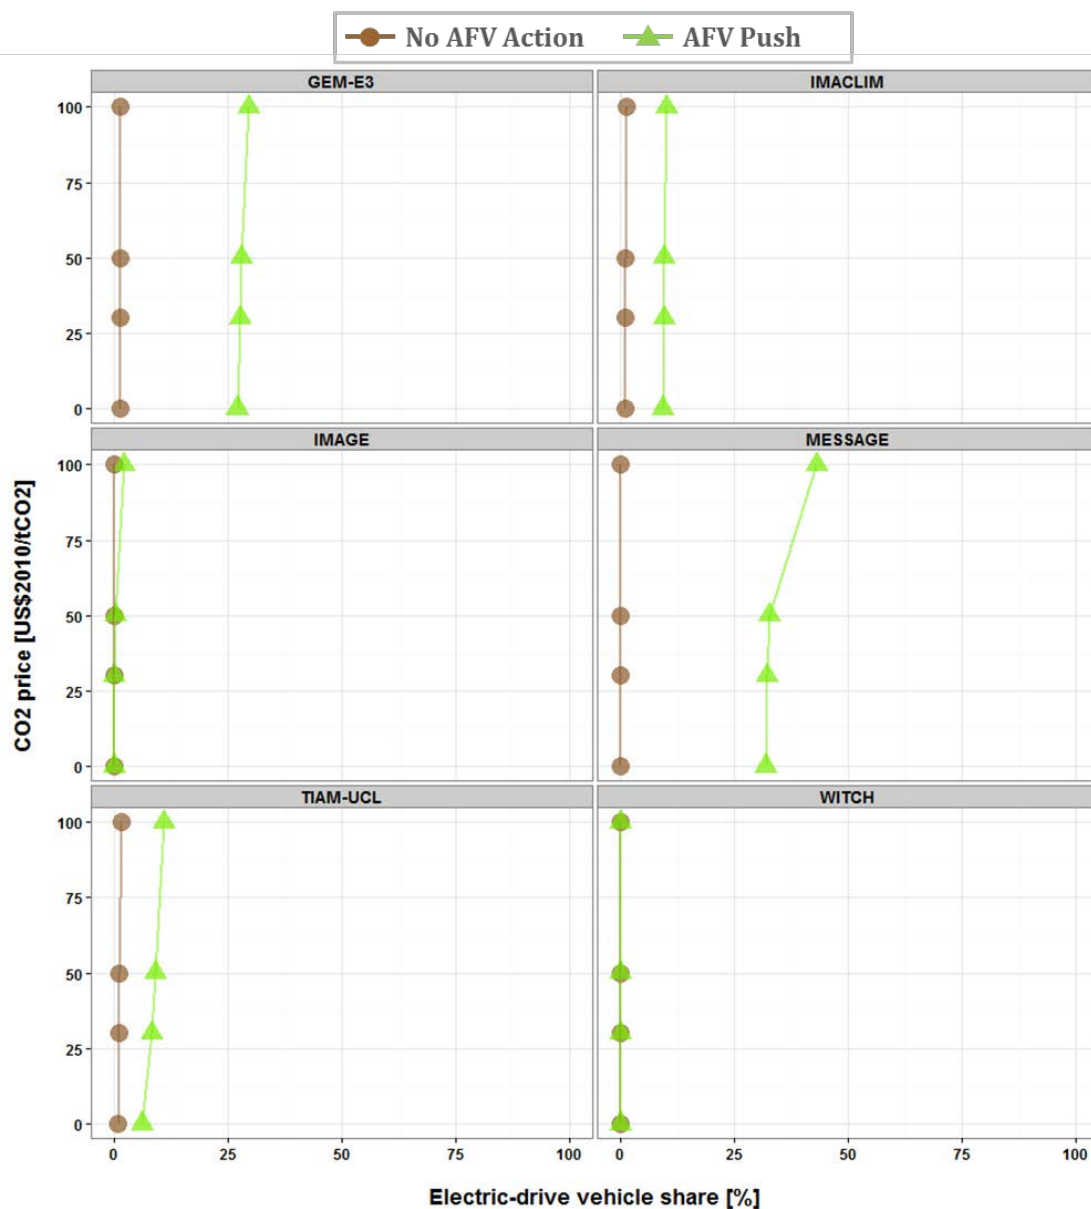 No AFV Action AFV Push
GEM-E3 IMACLIM
100
75
50
25
0
IMAGE MESSAGE
100
75
50
25
0
TIAM-UCL WITCH
100
75
50
25
0
0 25 50 75 100 0 25 50 75 100
CO2 price [US$2010/tCO2]
Electric-drive vehicle share [%]